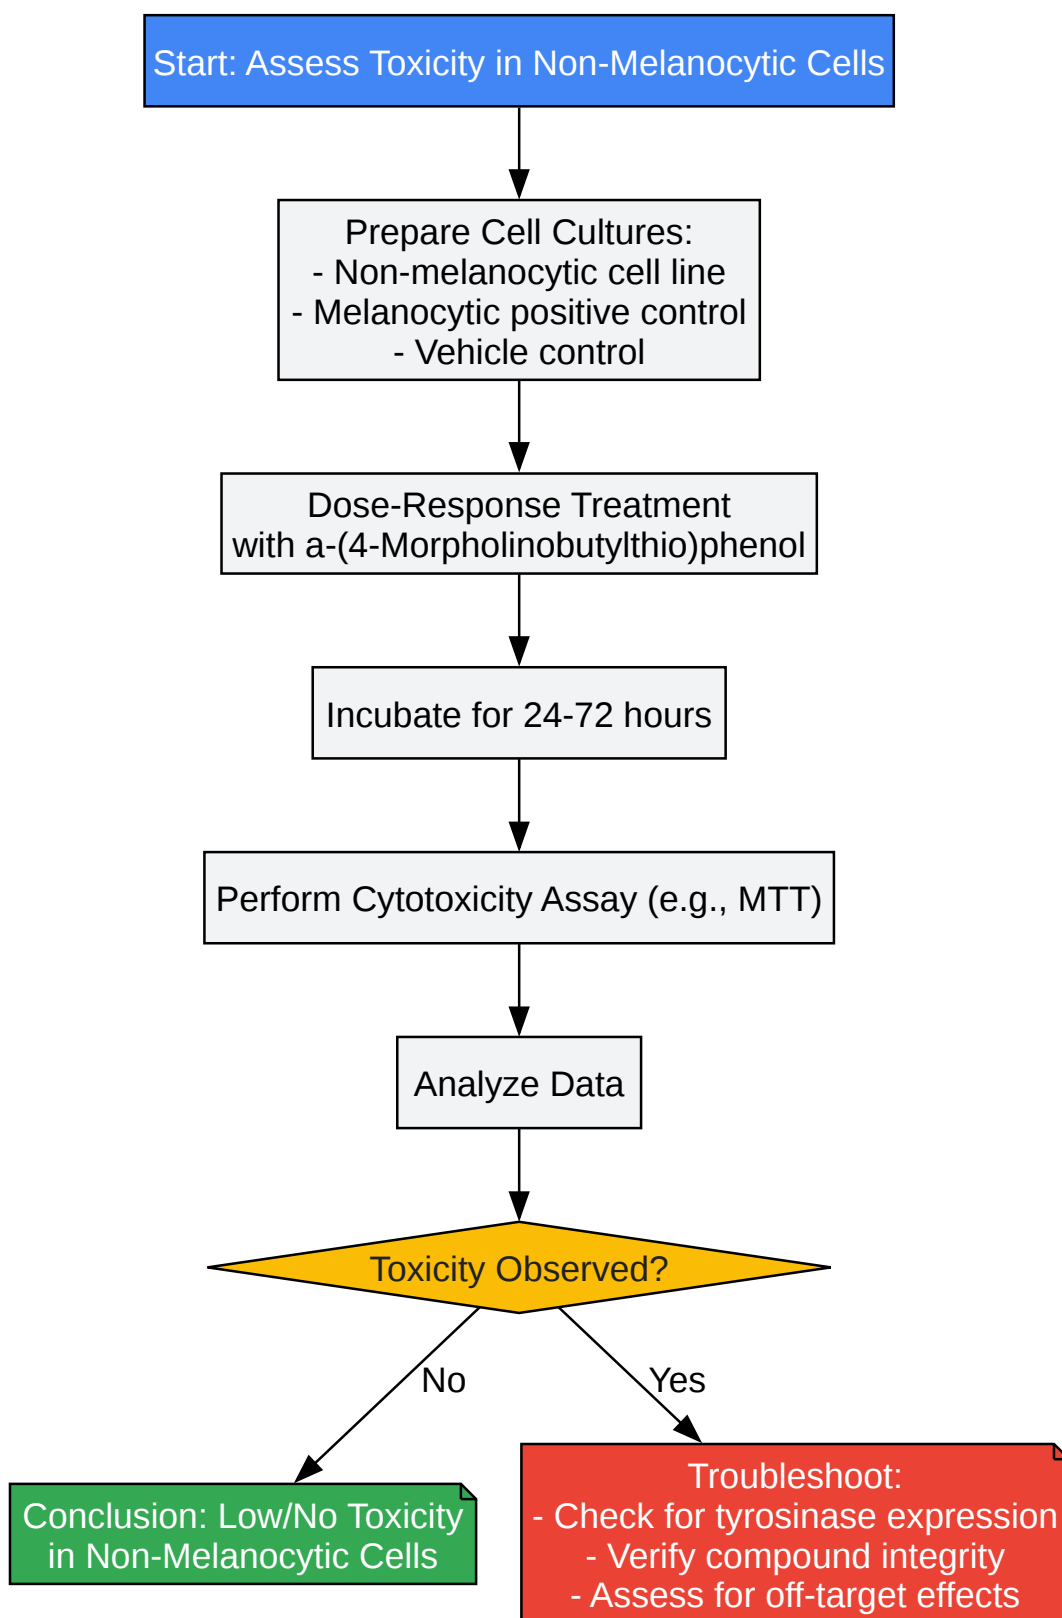 Start: Assess Toxicity in Non-Melanocytic Cells
Prepare Cell Cultures:
- Non-melanocytic cell line
- Melanocytic positive control
- Vehicle control
Dose-Response Treatment
with a-(4-Morpholinobutylthio)phenol
Incubate for 24-72 hours
Perform Cytotoxicity Assay (e.g., MTT)
Analyze Data
Toxicity Observed?
No
Yes
Conclusion: Low/No Toxicity
in Non-Melanocytic Cells
Troubleshoot:
- Check for tyrosinase expression
- Verify compound integrity
- Assess for off-target effects